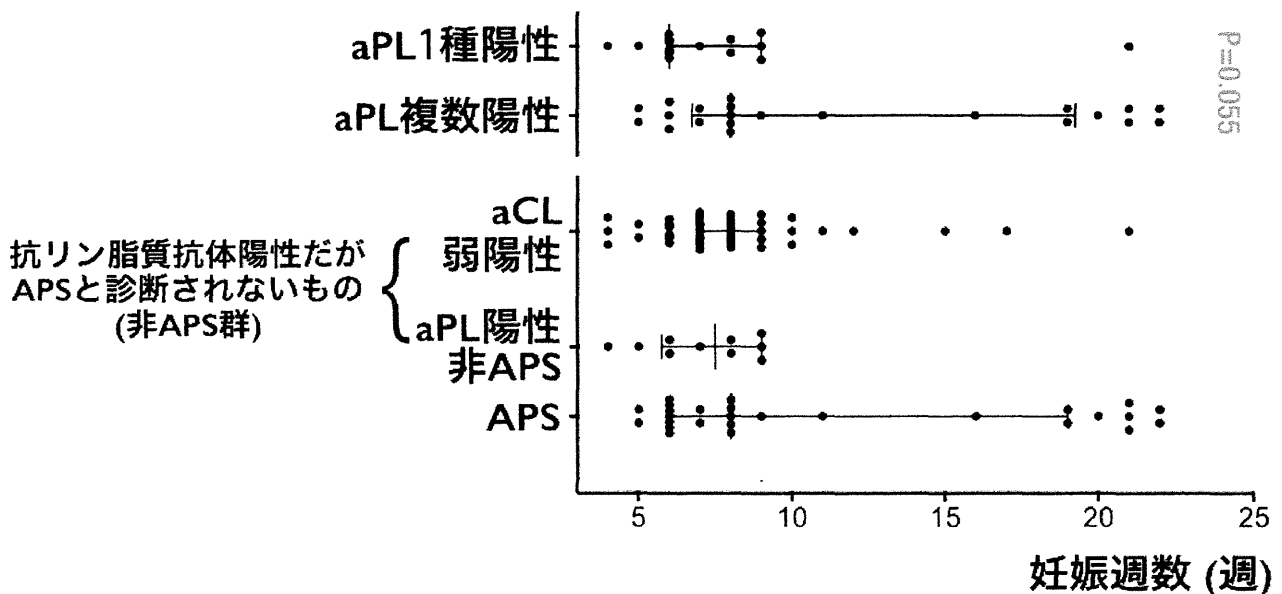 aPL1種陽性
P=0.055
aPL複数陽性
aCL
弱陽性
抗リン脂質抗体陽性だが
APSと診断されないもの
(非APS群)
{
aPL陽性
非APS
APS
5 10 15 20 25
妊娠週数 (週)